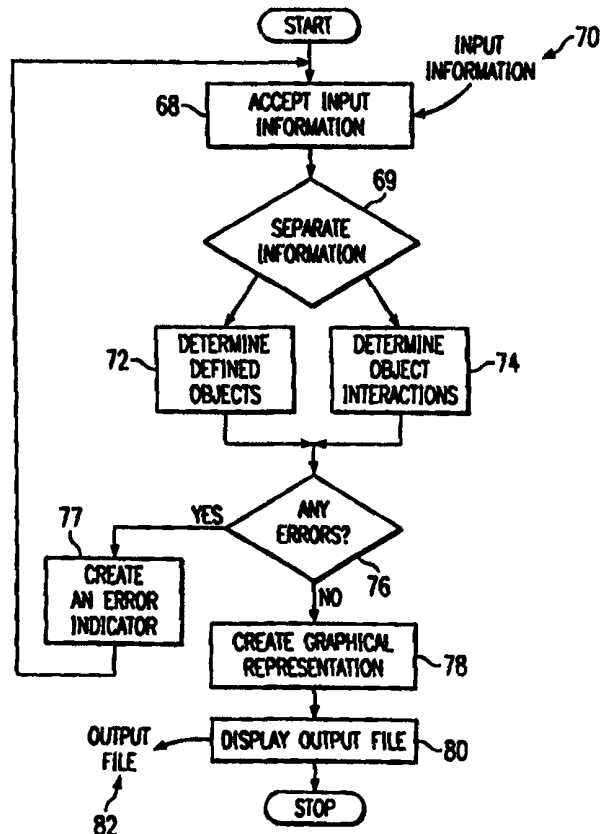 START
INPUT
INFORMATION
70
68
ACCEPT INPUT
INFORMATION
69
SEPARATE
INFORMATION
72
DETERMINE
DEFINED
OBJECTS
DETERMINE
OBJECT
INTERACTIONS
74
77
YES
ANY
ERRORS?
76
CREATE
AN ERROR
INDICATOR
NO
CREATE GRAPHICAL
REPRESENTATION
78
OUTPUT
FILE
DISPLAY OUTPUT FILE
80
82
STOP